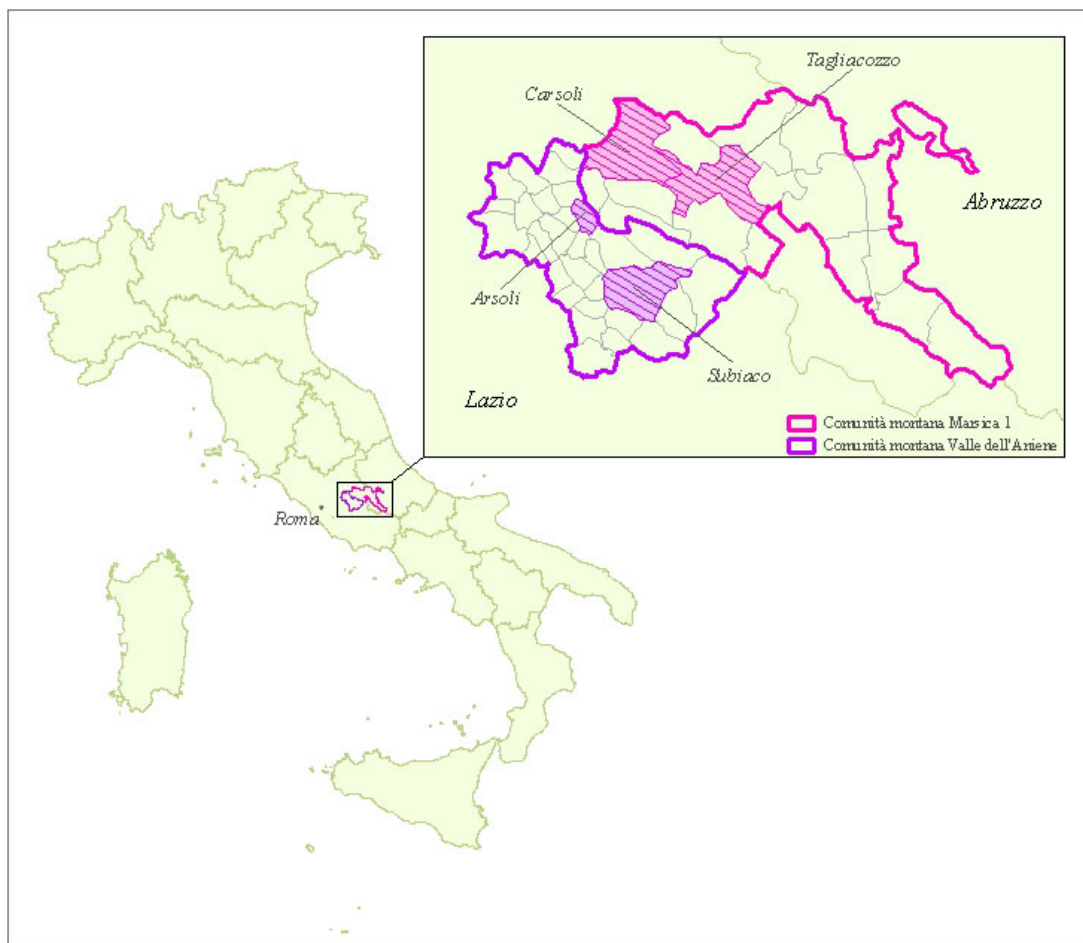 Tagliacozzo
Carsoli
Abruzzo
Arsoli
Subiaco
Lazio
Comunità montana Marsica 1
Comunità montana Valle dell'Aniene
Roma